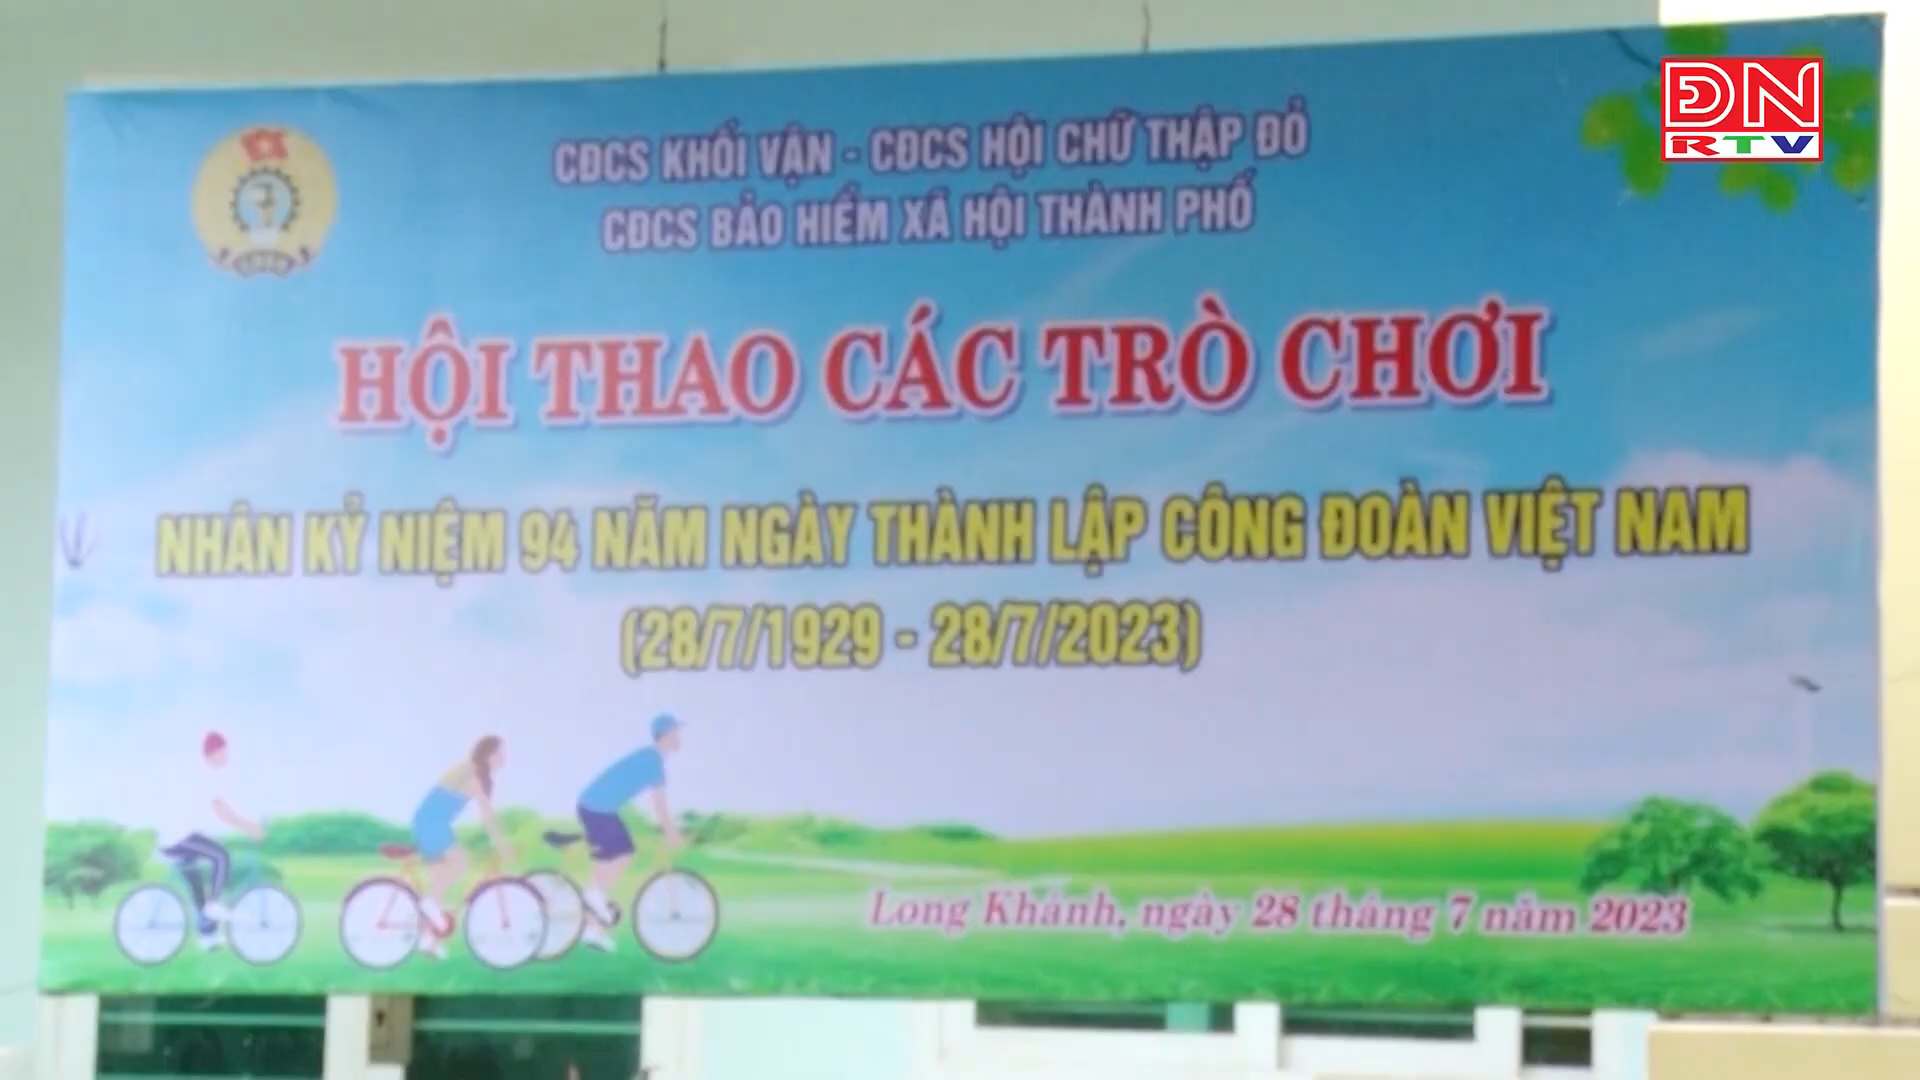 ĐN
RTV
CĐCS KHỐI VẬN - CĐCS HỘI CHỮ THẬP ĐỎ
CĐCS BẢO HIỂM XÃ HỘI THÀNH PHỐ
HỘI THAO CÁC TRÒ CHƠI
NHÂN KỶ NIỆM 94 NĂM NGÀY THÀNH LẬP CÔNG ĐOÀN VIỆT NAM
(28/7/1929 - 28/7/2023)
Long Khánh, ngày 28 tháng 7 năm 2023